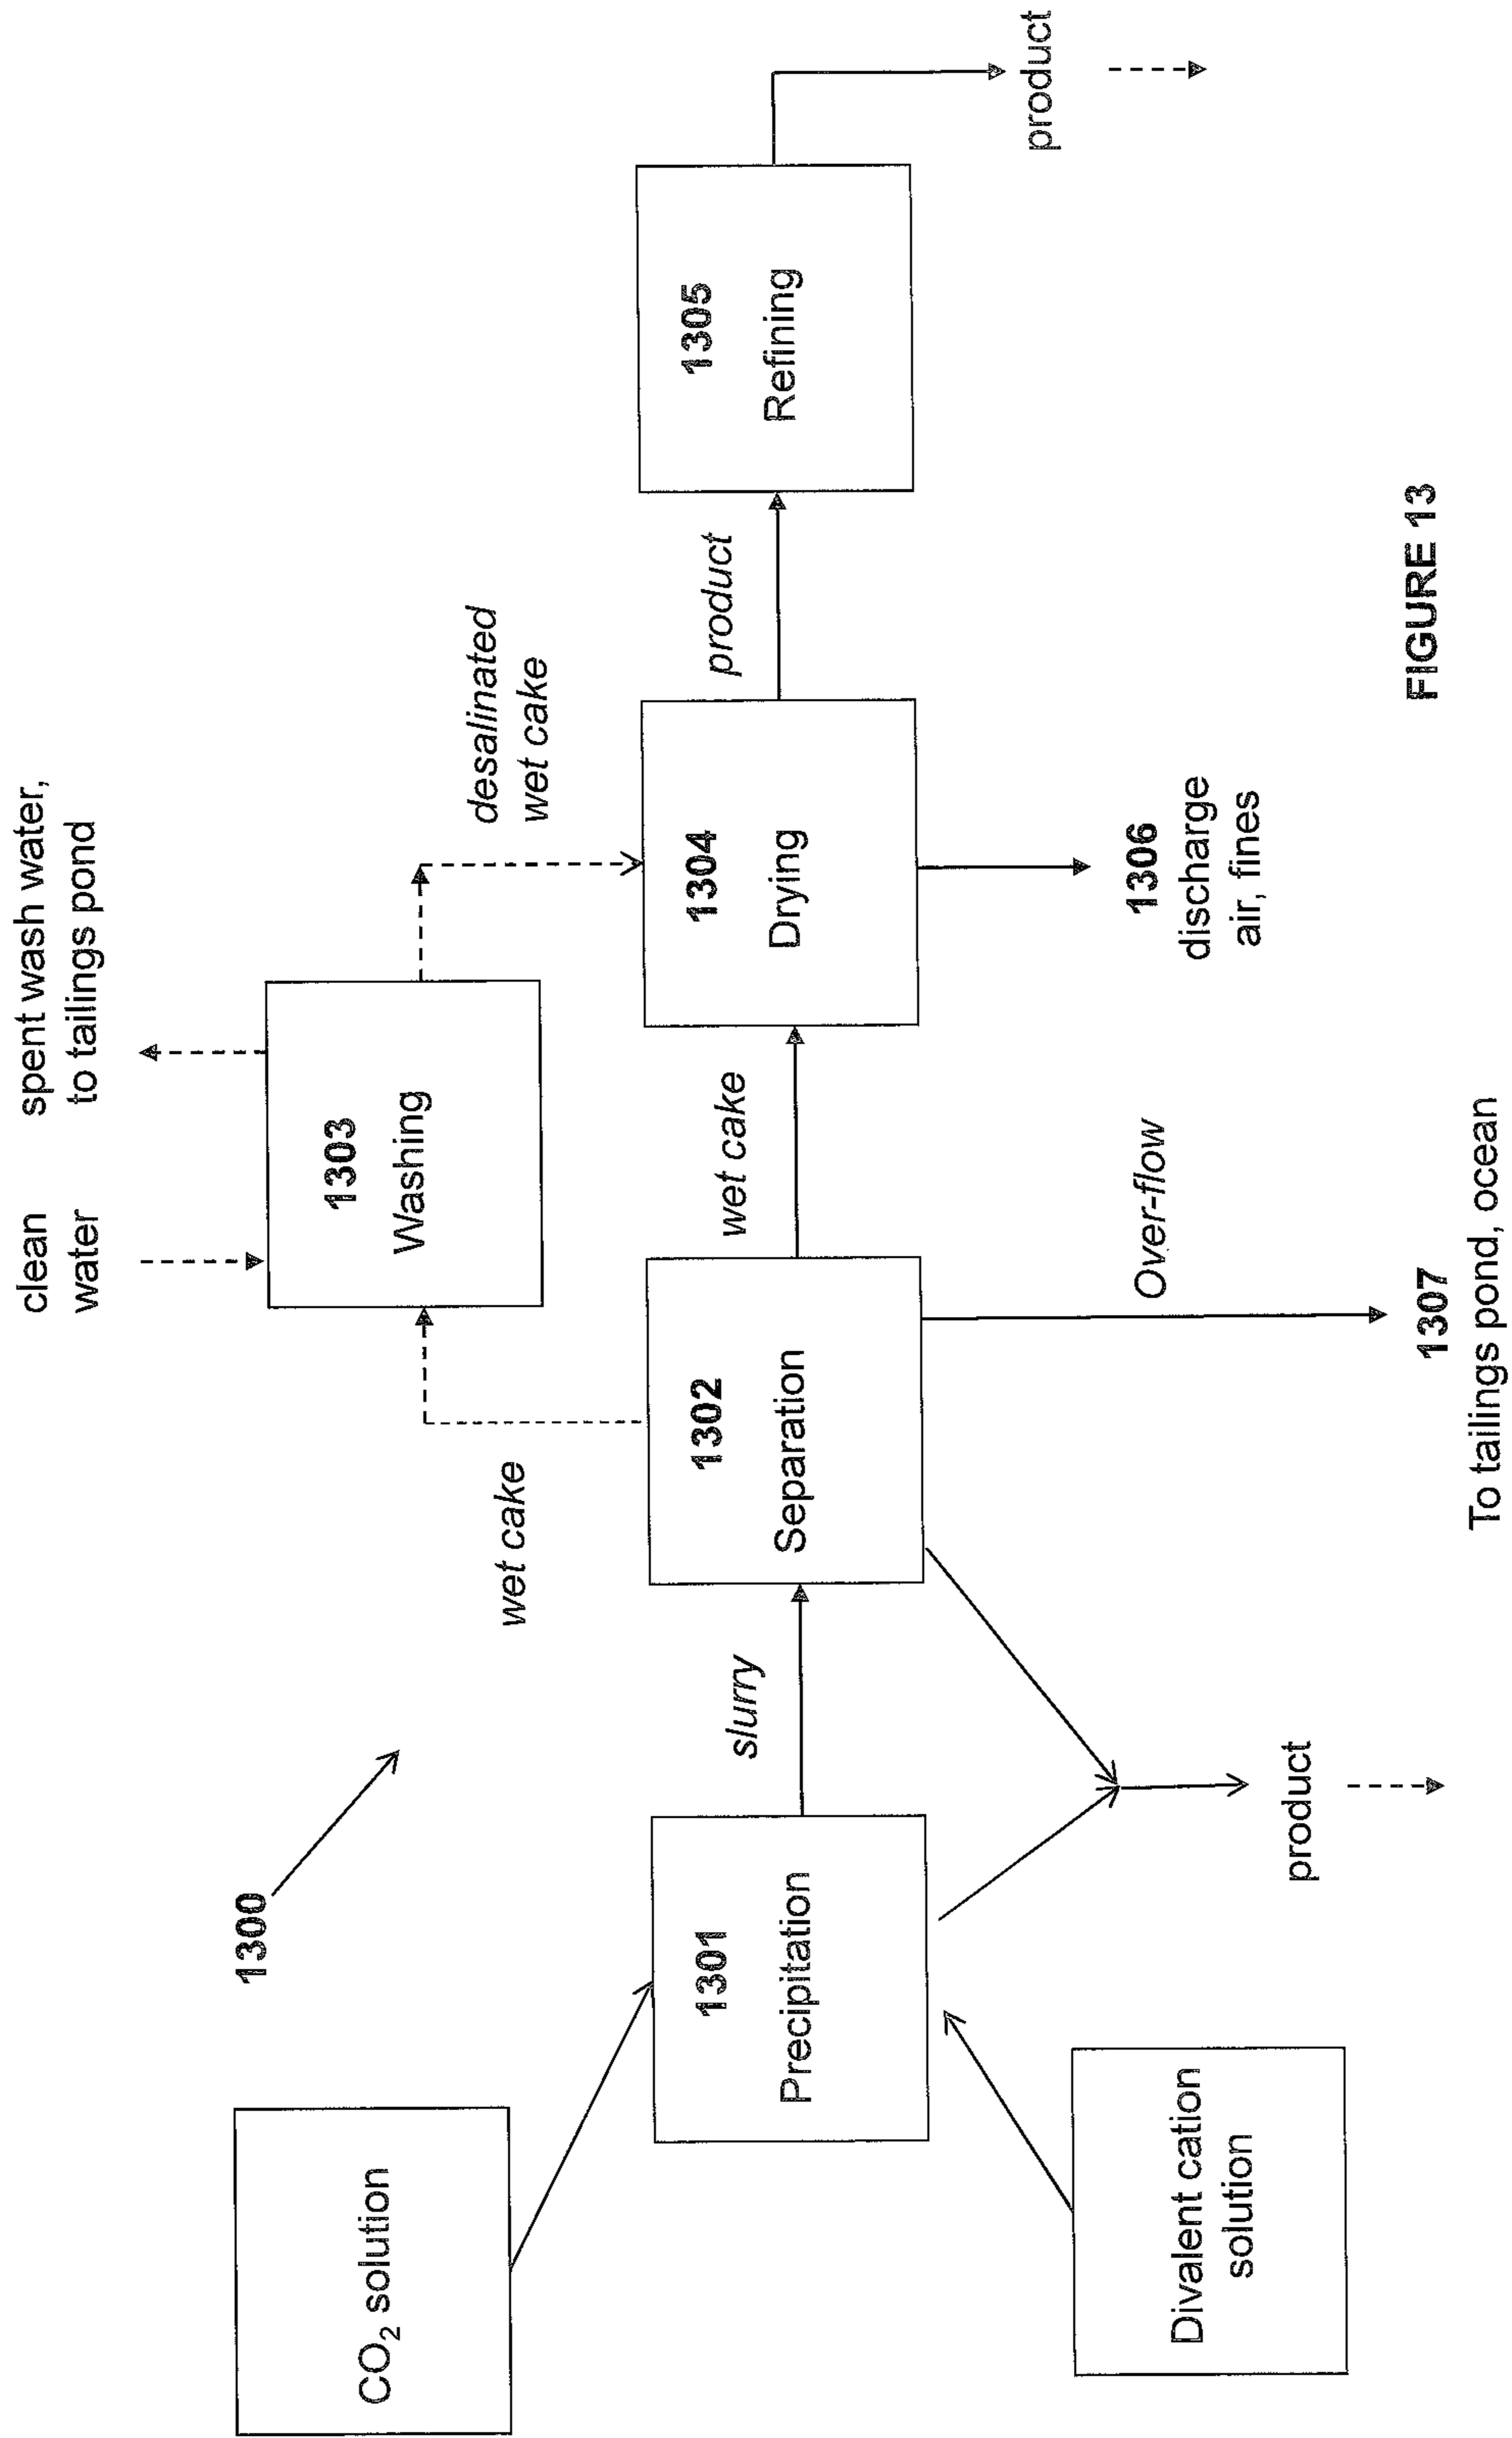 clean
water
spent wash water,
to tailings pond
1300
CO₂ solution
1303
Washing
wet cake
desalinated
wet cake
1301
Precipitation
slurry
1302
Separation
wet cake
1304
Drying
product
1305
Refining
product
Divalent cation
solution
product
Over-flow
1307
To tailings pond, ocean
1306
discharge
air, fines
FIGURE 13